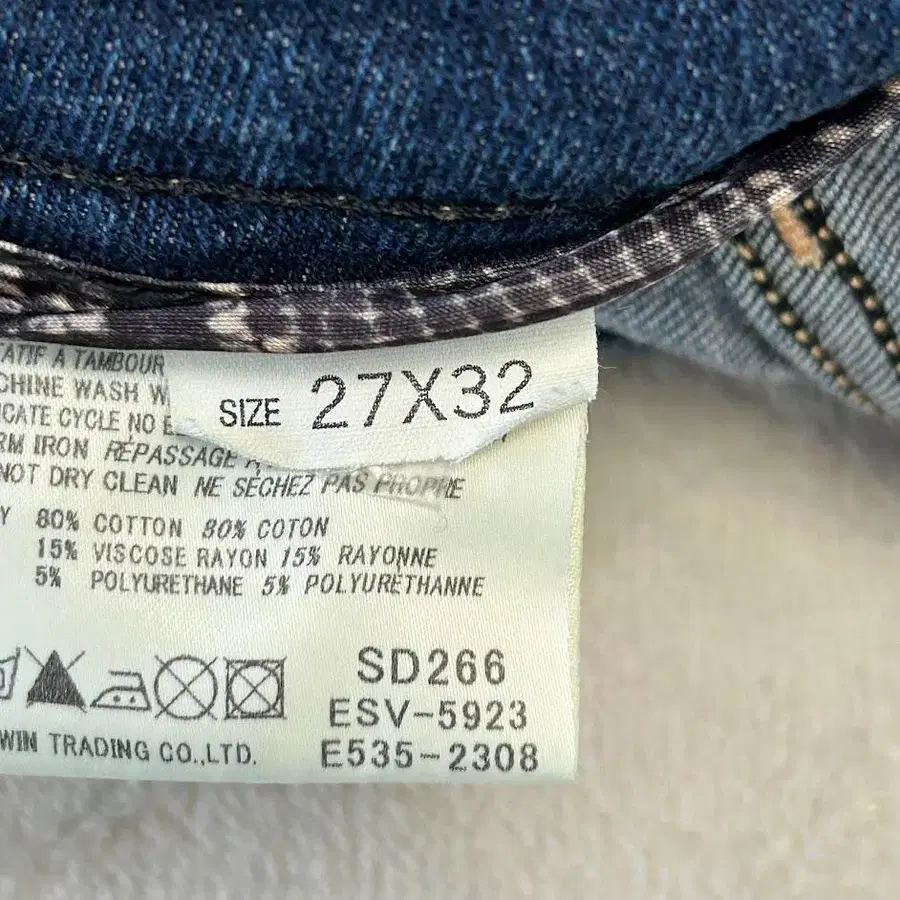 SIZE 27X32
ATIF A TAMBOUR
CHINE WASH W
ICATE CYCLE NO
RM IRON RÉPASSAGE
NOT DRY CLEAN NE SÉCHEZ PAS PROPRE
Y 80% COTTON 80% COTON
15% VISCOSE RAYON 15% RAYONNE
5% POLYURETHANE 5% POLYURÉTHANNE
SD266
ESV-5923
E535-2308
WIN TRADING CO.,LTD.